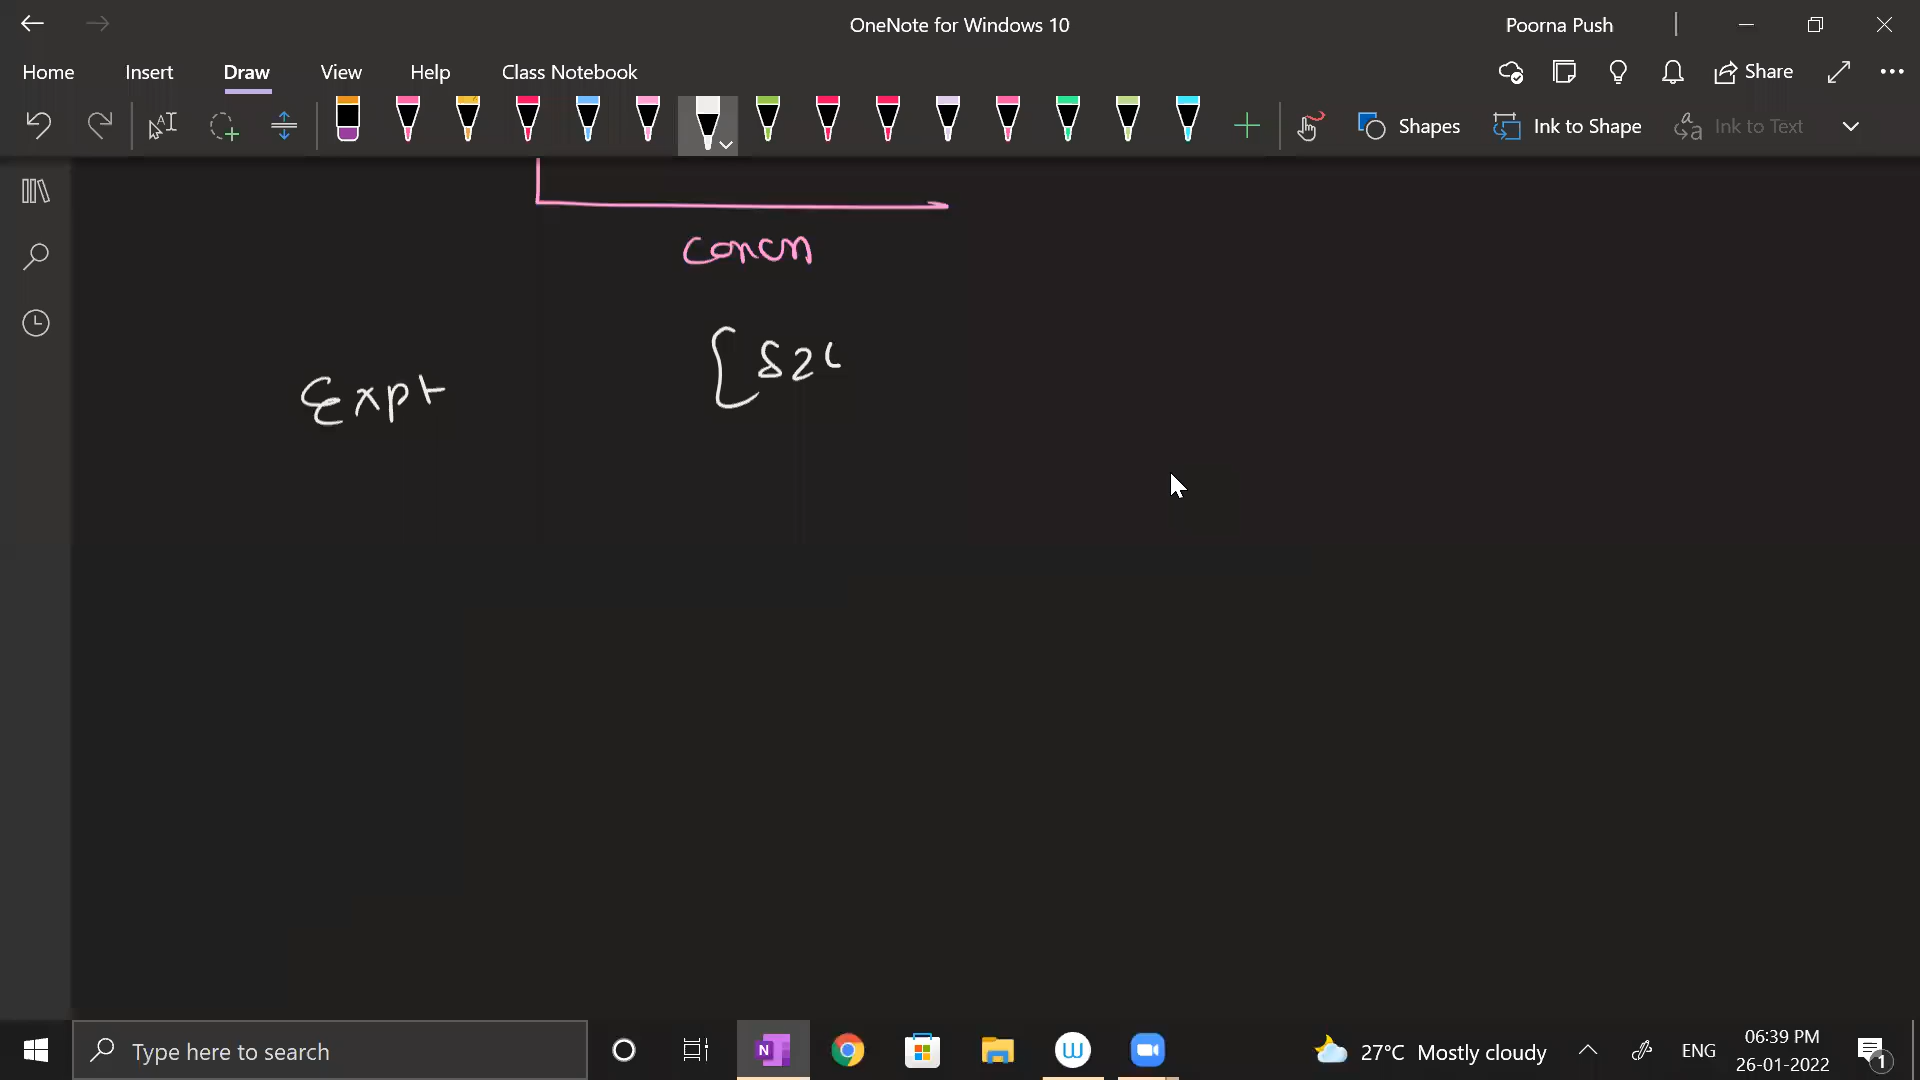 OneNote for Windows 10
Poorna Push
Home Insert Draw View Help Class Notebook
Share
Shapes Ink to Shape Ink to Text
concn
Expt
Type here to search
27°C Mostly cloudy
ENG
06:39 PM
26-01-2022
1